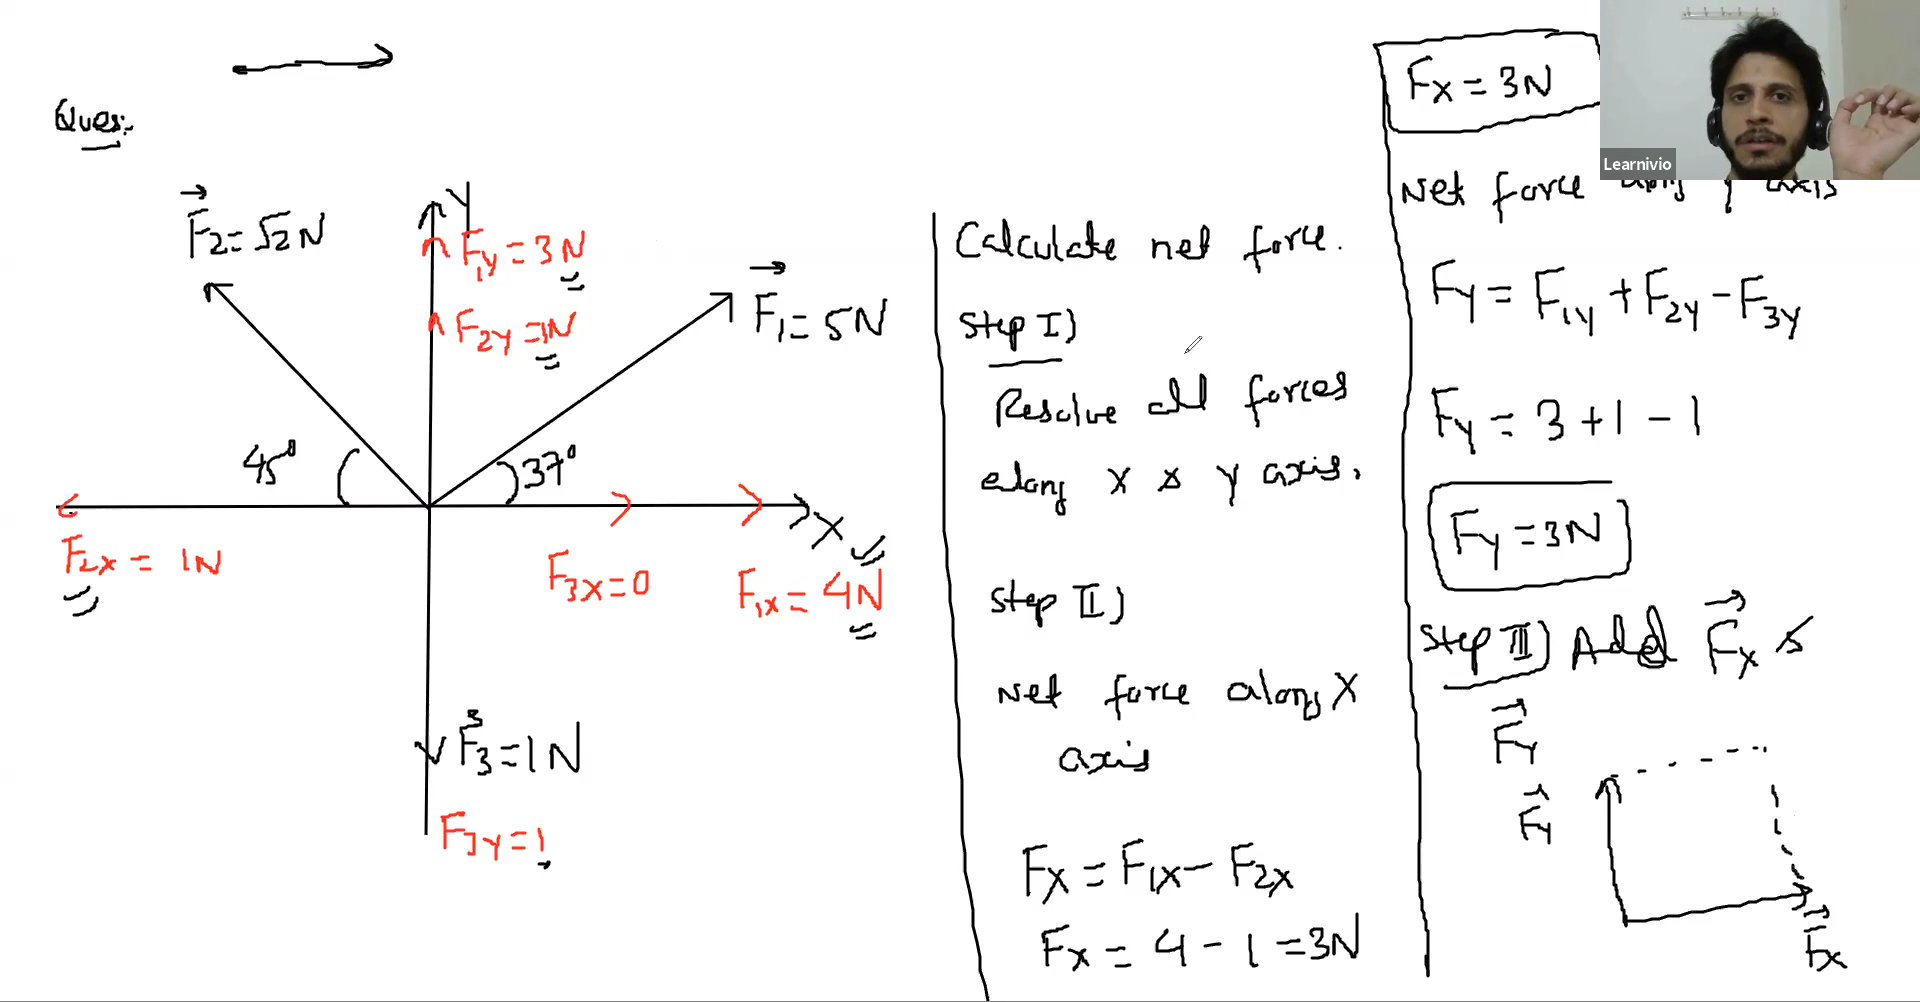 Ques:-
F2 = √2 N
Y
F1y = 3N
F2y = 1N
F1 = 5N
45°
37°
X
F2x = 1N
F3x = 0
F1x = 4N
F3 = 1N
F3y = 1
Calculate net force.
Step I)
Resolve all forces
along X & Y axis.
Step II)
Net force along X
axis
Fx = F1x - F2x
Fx = 4 - 1 = 3N
Fx = 3N
Learnivio
Net force along Y axis
Fy = F1y + F2y - F3y
Fy = 3 + 1 - 1
Fy = 3N
Step III) Add Fx &
Fy
Fy
Fx